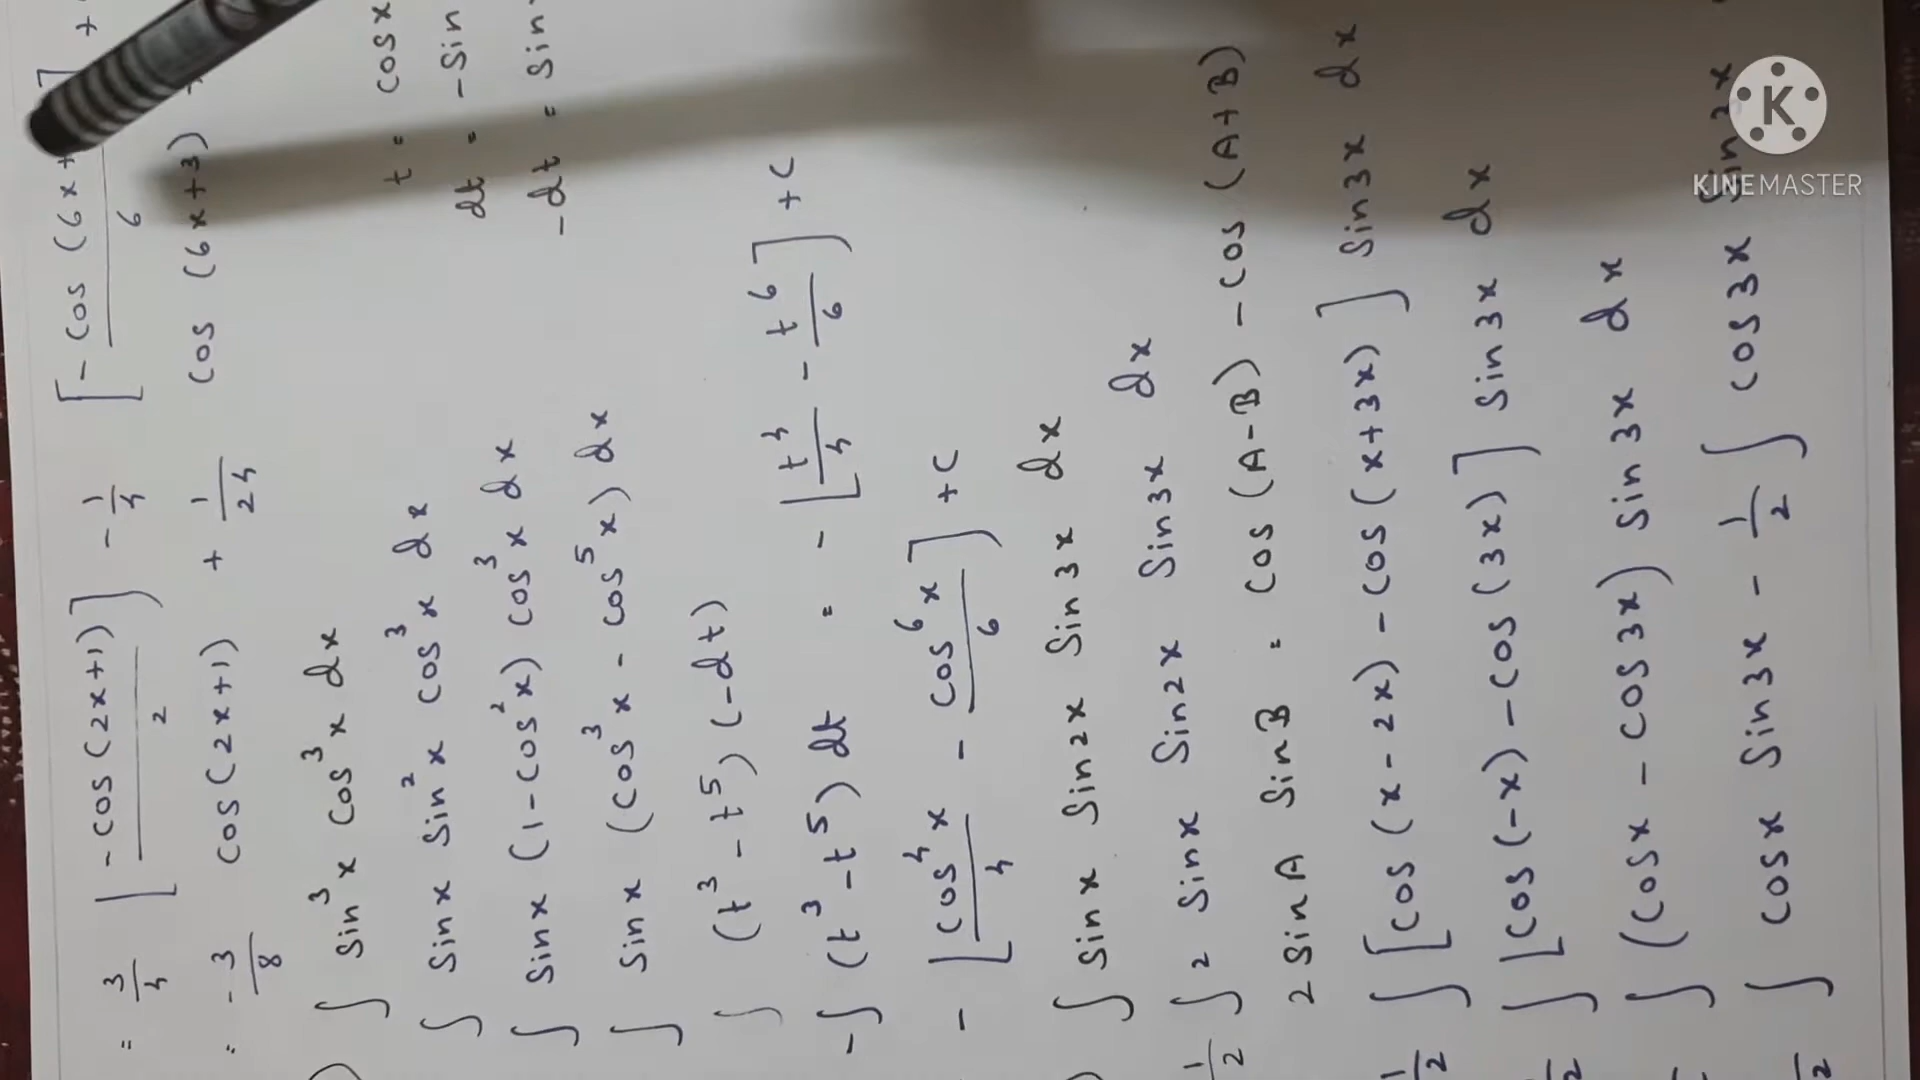 = 3/4 [-cos(2x+1)/2] - 1/4 [-cos(6x+ /6] +
= -3/8 cos(2x+1) + 1/24 cos(6x+3)
∫ sin³x cos³x dx
∫ sinx sin²x cos³x dx t = cosx
∫ sinx (1-cos²x) cos³x dx dt = -sin
∫ sinx (cos³x - cos⁵x) dx -dt = sin
∫ (t³ - t⁵) (-dt)
-∫ (t³ - t⁵) dt = - [t⁴/4 - t⁶/6] + c
- [cos⁴x/4 - cos⁶x/6] + c
∫ sinx sin2x sin3x dx
1/2 ∫ 2 sinx sin2x sin3x dx
2 sinA sinB = cos(A-B) - cos(A+B)
1/2 ∫ [cos(x-2x) - cos(x+3x)] sin3x dx
/2 ∫ [cos(-x) - cos(3x)] sin3x dx
∫ (cosx - cos3x) sin3x dx
/2 ∫ cosx sin3x - 1/2 ∫ cos3x sin3x
K
KINEMASTER